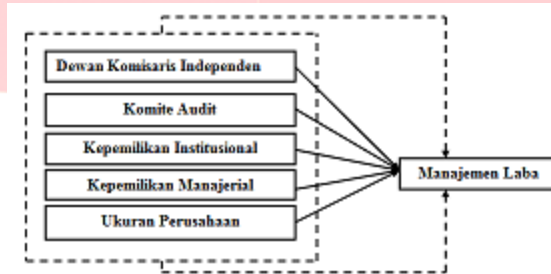 Dewan Komisaris Independen
Komite Audit
Kepemilikan Institusional
Kepemilikan Manajerial
Ukuran Perusahaan
Manajemen Laba